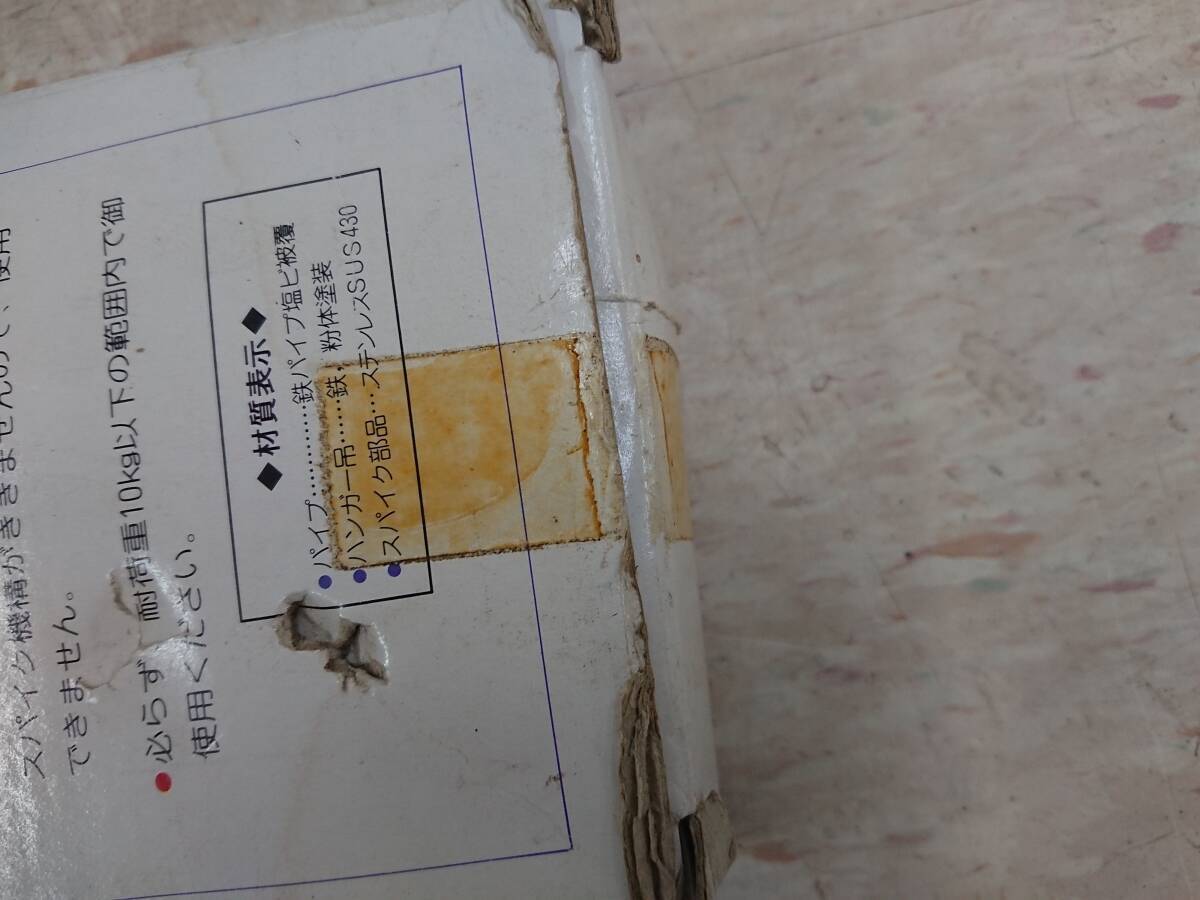 スパイク機構がききませんので、使用
できません。
●必らず 耐荷重10kg以下の範囲内で御
使用ください。
◆材質表示◆
●パイプ…………鉄パイプ塩ビ被覆
●ハンガー吊……鉄，粉体塗装
●スパイク部品…ステンレスSUS430